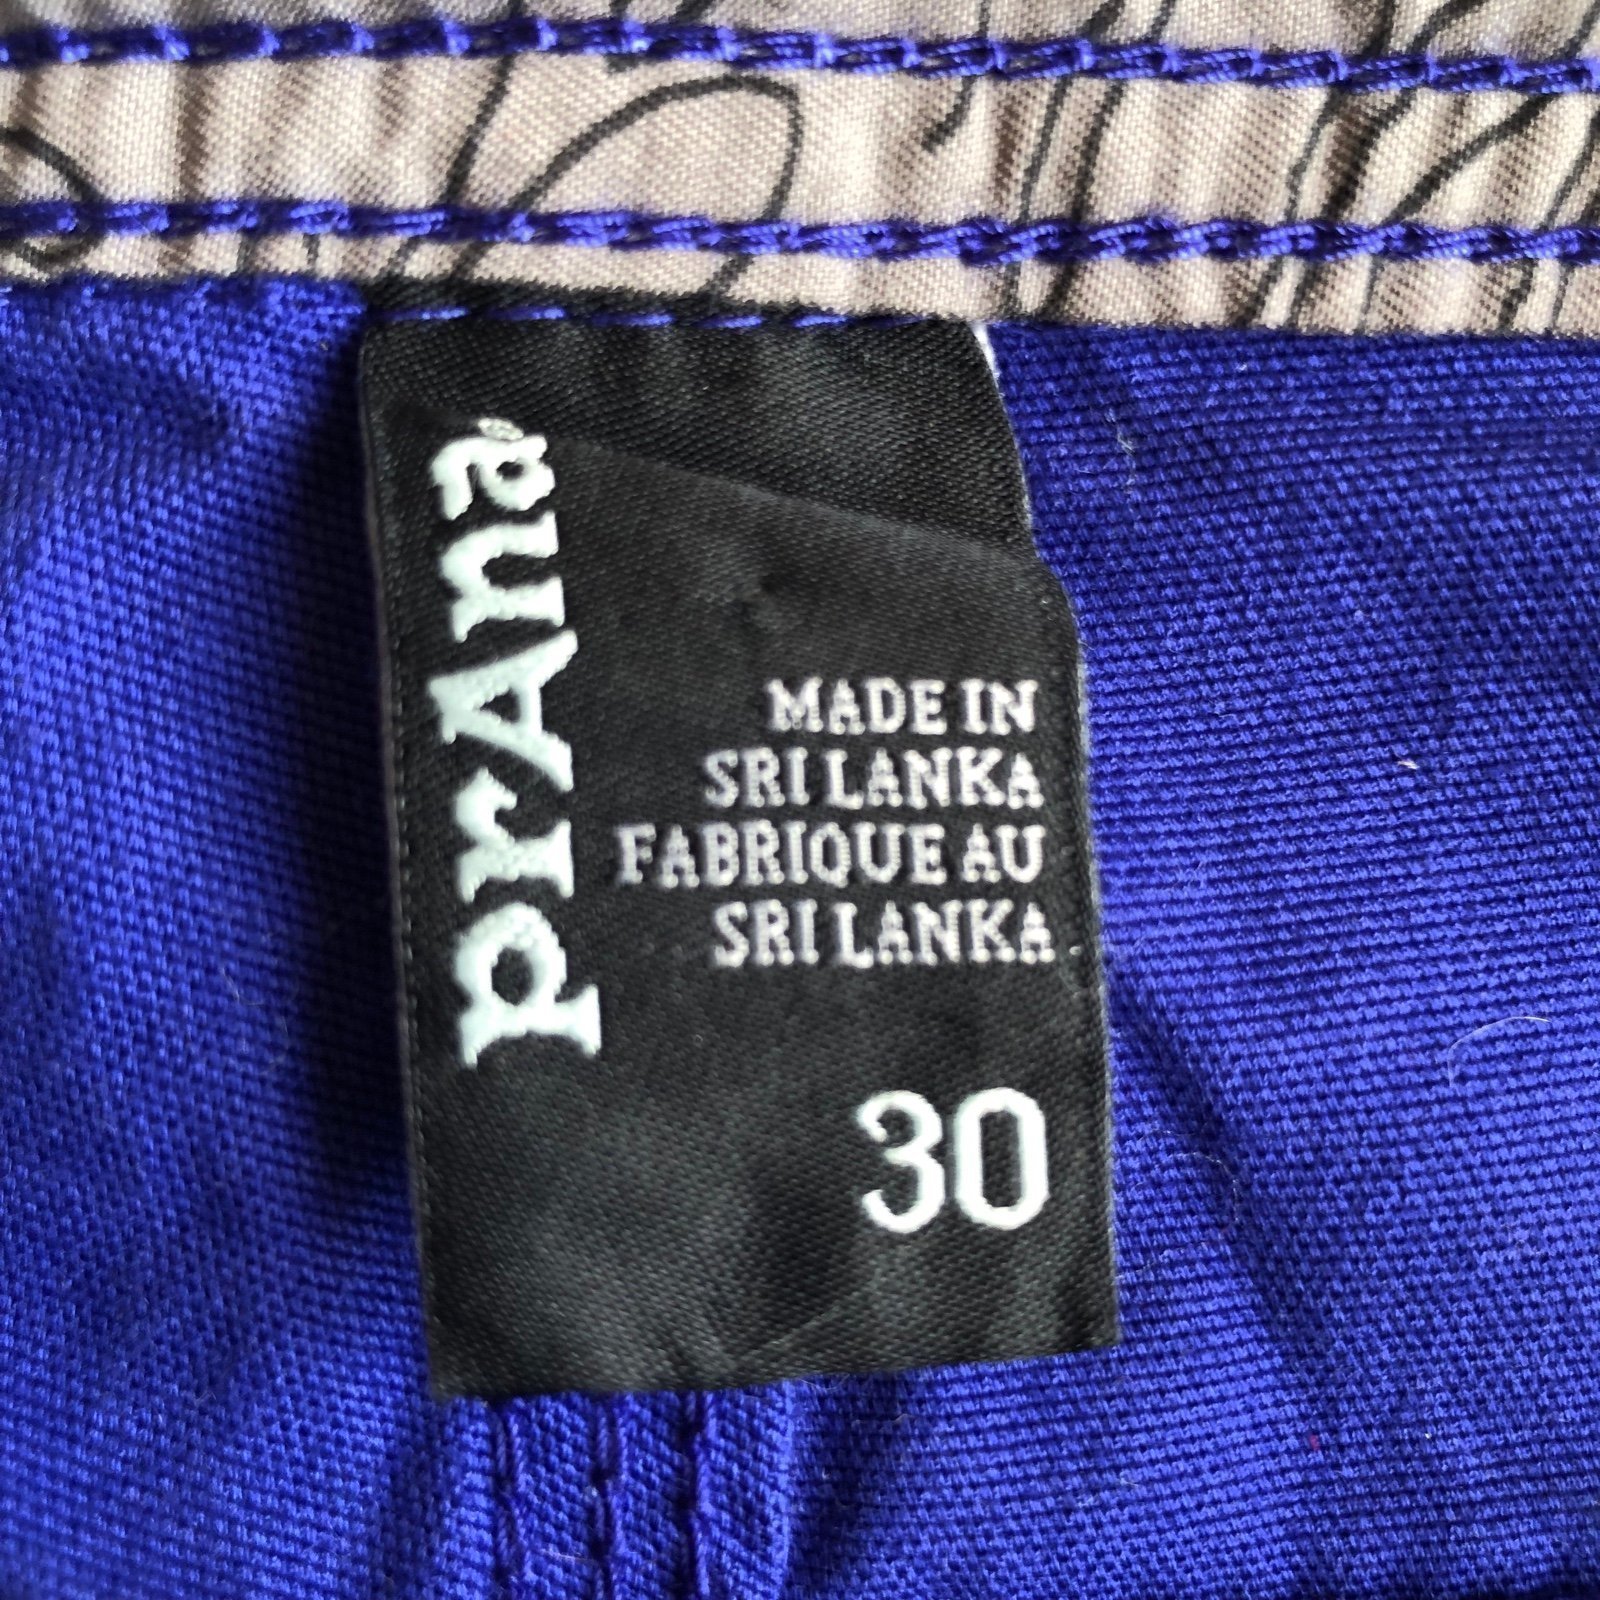 prAna®
MADE IN
SRI LANKA
FABRIQUE AU
SRI LANKA
30